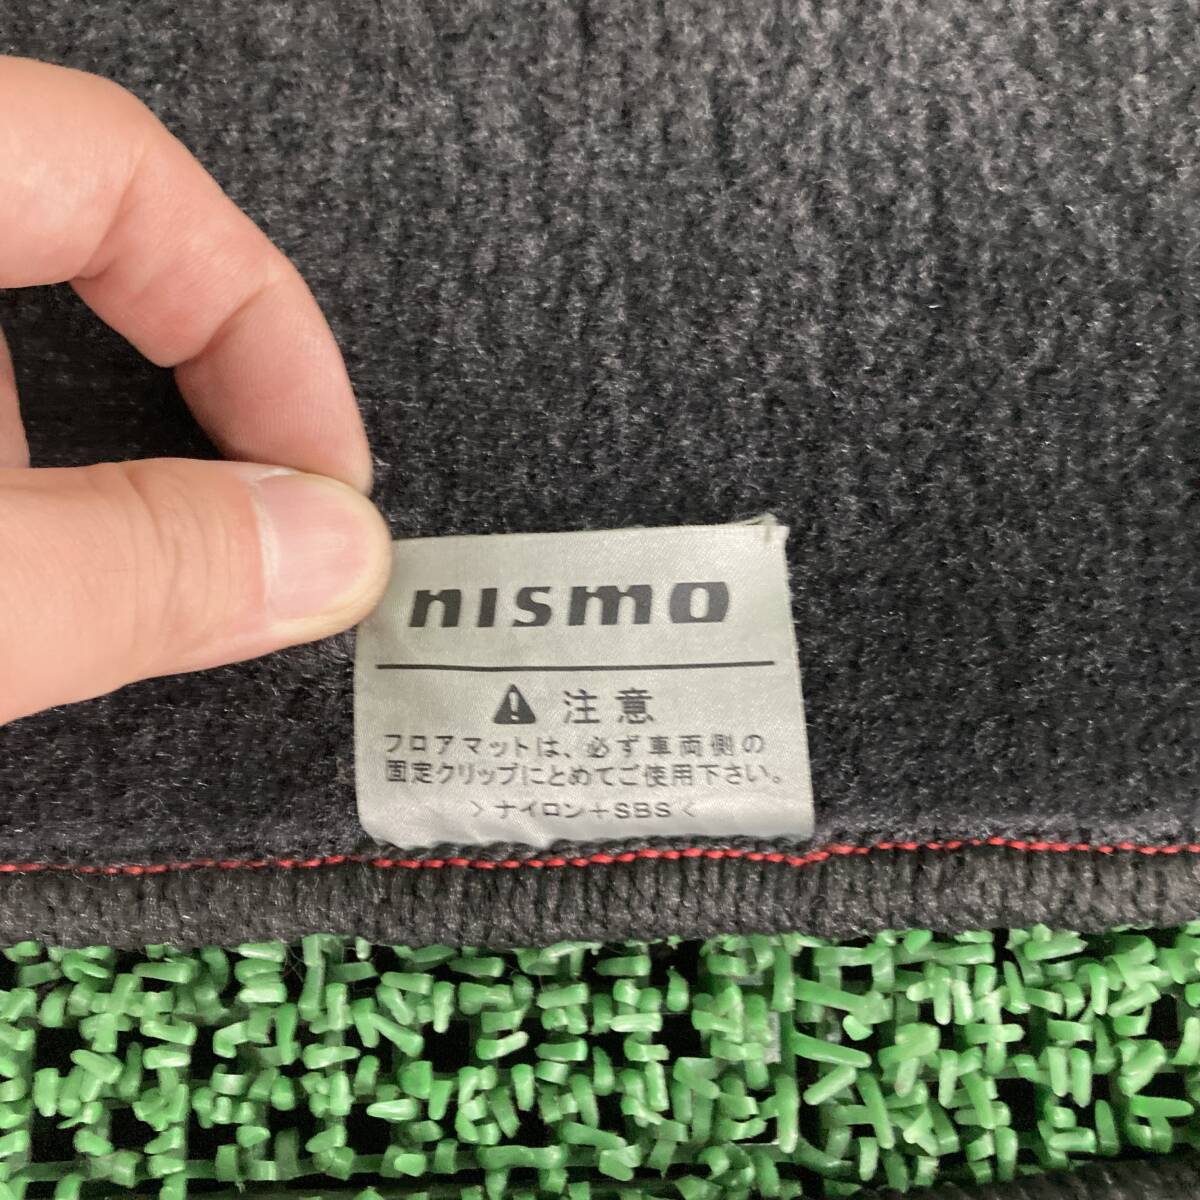 nismo
注意
フロアマットは、必ず車両側の
固定クリップにとめてご使用下さい。
>ナイロン+SBS<